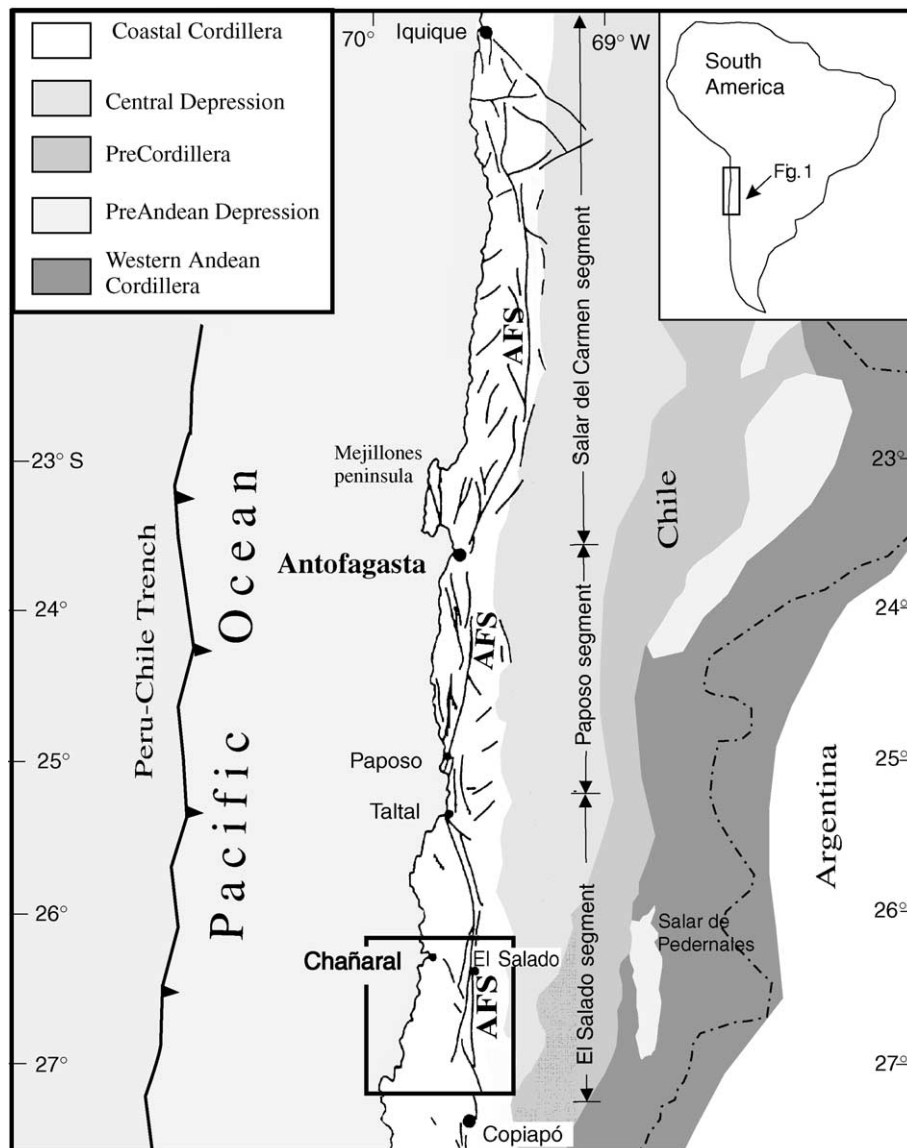 Coastal Cordillera
Central Depression
PreCordillera
PreAndean Depression
Western Andean
Cordillera
70°
69° W
Iquique
South
America
Fig. 1
AFS
Salar del Carmen segment
23° S
23°
Mejillones
peninsula
Chile
Antofagasta
Peru-Chile Trench
Pacific Ocean
24°
24°
AFS
Paposo segment
Paposo
25°
25°
Taltal
Argentina
26°
26°
Salar de
Pedernales
Chañaral
El Salado
AFS
El Salado segment
27°
27°
Copiapó